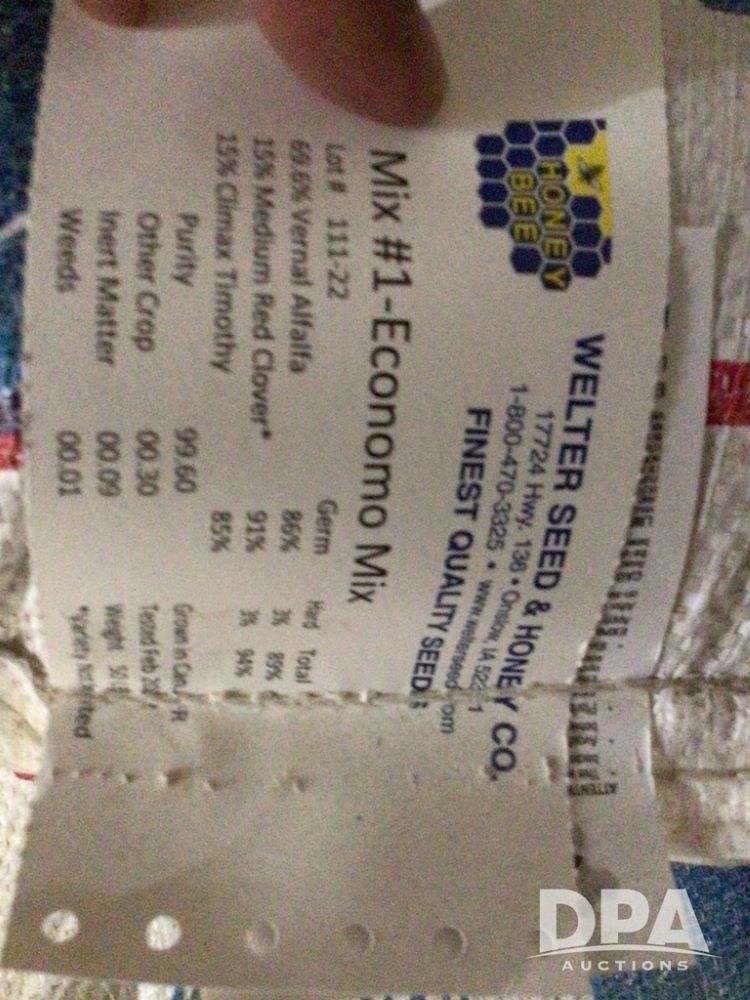 HONEY
BEE
WELTER SEED & HONEY CO.
17724 Hwy. 136 • Onslow, IA
1-800-470-3325 •
FINEST QUALITY SEED
Mix #1-Economo Mix
Lot # 111-22 Germ Hard Total
69.6% Vernal Alfalfa 86% 3% 89%
15% Medium Red Clover* 91% 3% 94%
15% Climax Timothy 85%
Purity 99.60 Grown in
Other Crop 00.30 Tested Feb
Inert Matter 00.09 Weight
Weeds 00.01
DPA
AUCTIONS